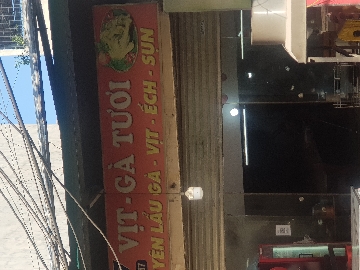 VỊT - GÀ TƯƠI
YÊN LẨU GÀ - VỊT - ẾCH - SỤN